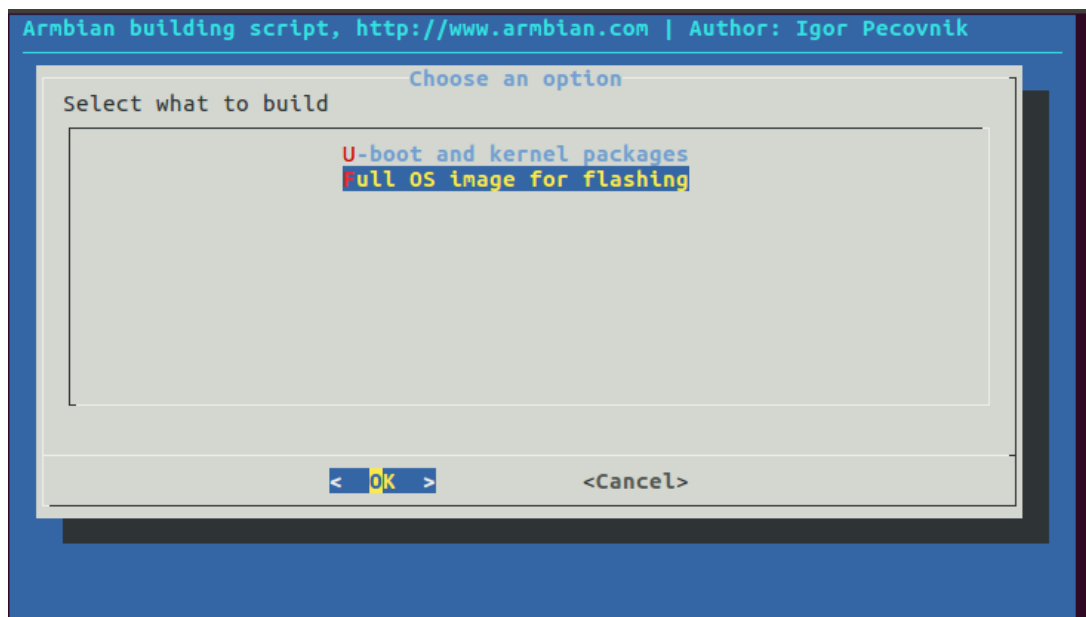 Armbian building script, http://www.armbian.com | Author: Igor Pecovnik
Choose an option
Select what to build
U-boot and kernel packages
Full OS image for flashing
<  OK  >
<Cancel>